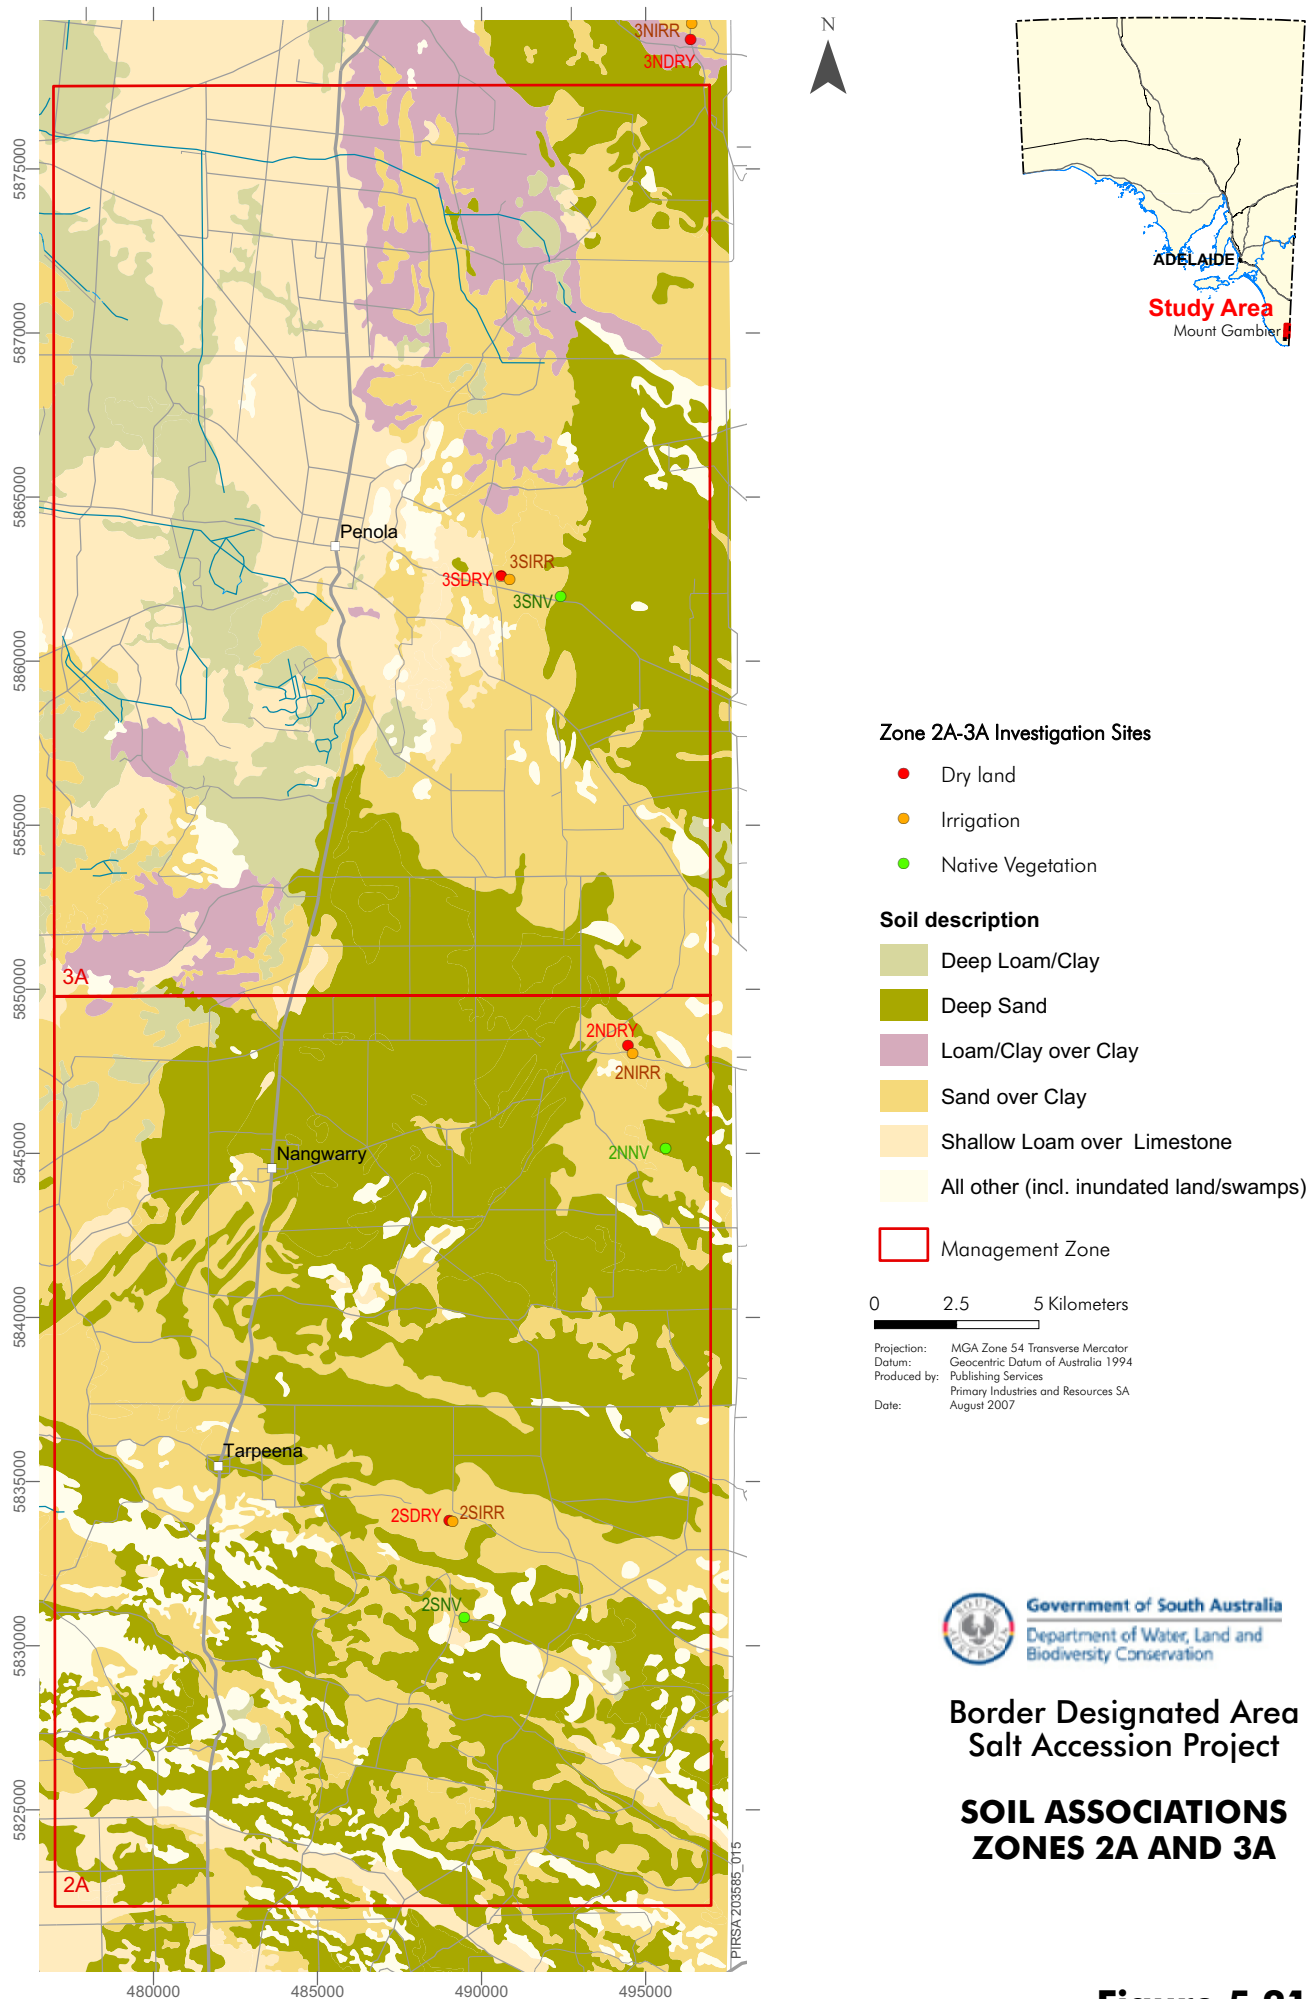 3NIRR
3NDRY
N
ADELAIDE
Study Area
Mount Gambier
5875000
5870000
5865000
5860000
5855000
5850000
5845000
5840000
5835000
5830000
5825000
Penola
3SIRR
3SDRY
3SNV
3A
2NDRY
2NIRR
2NNV
Nangwarry
Tarpeena
2SDRY
2SIRR
2SNV
2A
480000
485000
490000
495000
PIRSA 203585_015
Zone 2A-3A Investigation Sites
Dry land
Irrigation
Native Vegetation
Soil description
Deep Loam/Clay
Deep Sand
Loam/Clay over Clay
Sand over Clay
Shallow Loam over Limestone
All other (incl. inundated land/swamps)
Management Zone
0 2.5 5 Kilometers
Projection: MGA Zone 54 Transverse Mercator
Datum: Geocentric Datum of Australia 1994
Produced by: Publishing Services
Primary Industries and Resources SA
Date: August 2007
SOUTH AUSTRALIA
Government of South Australia
Department of Water, Land and
Biodiversity Conservation
Border Designated Area
Salt Accession Project
SOIL ASSOCIATIONS
ZONES 2A AND 3A